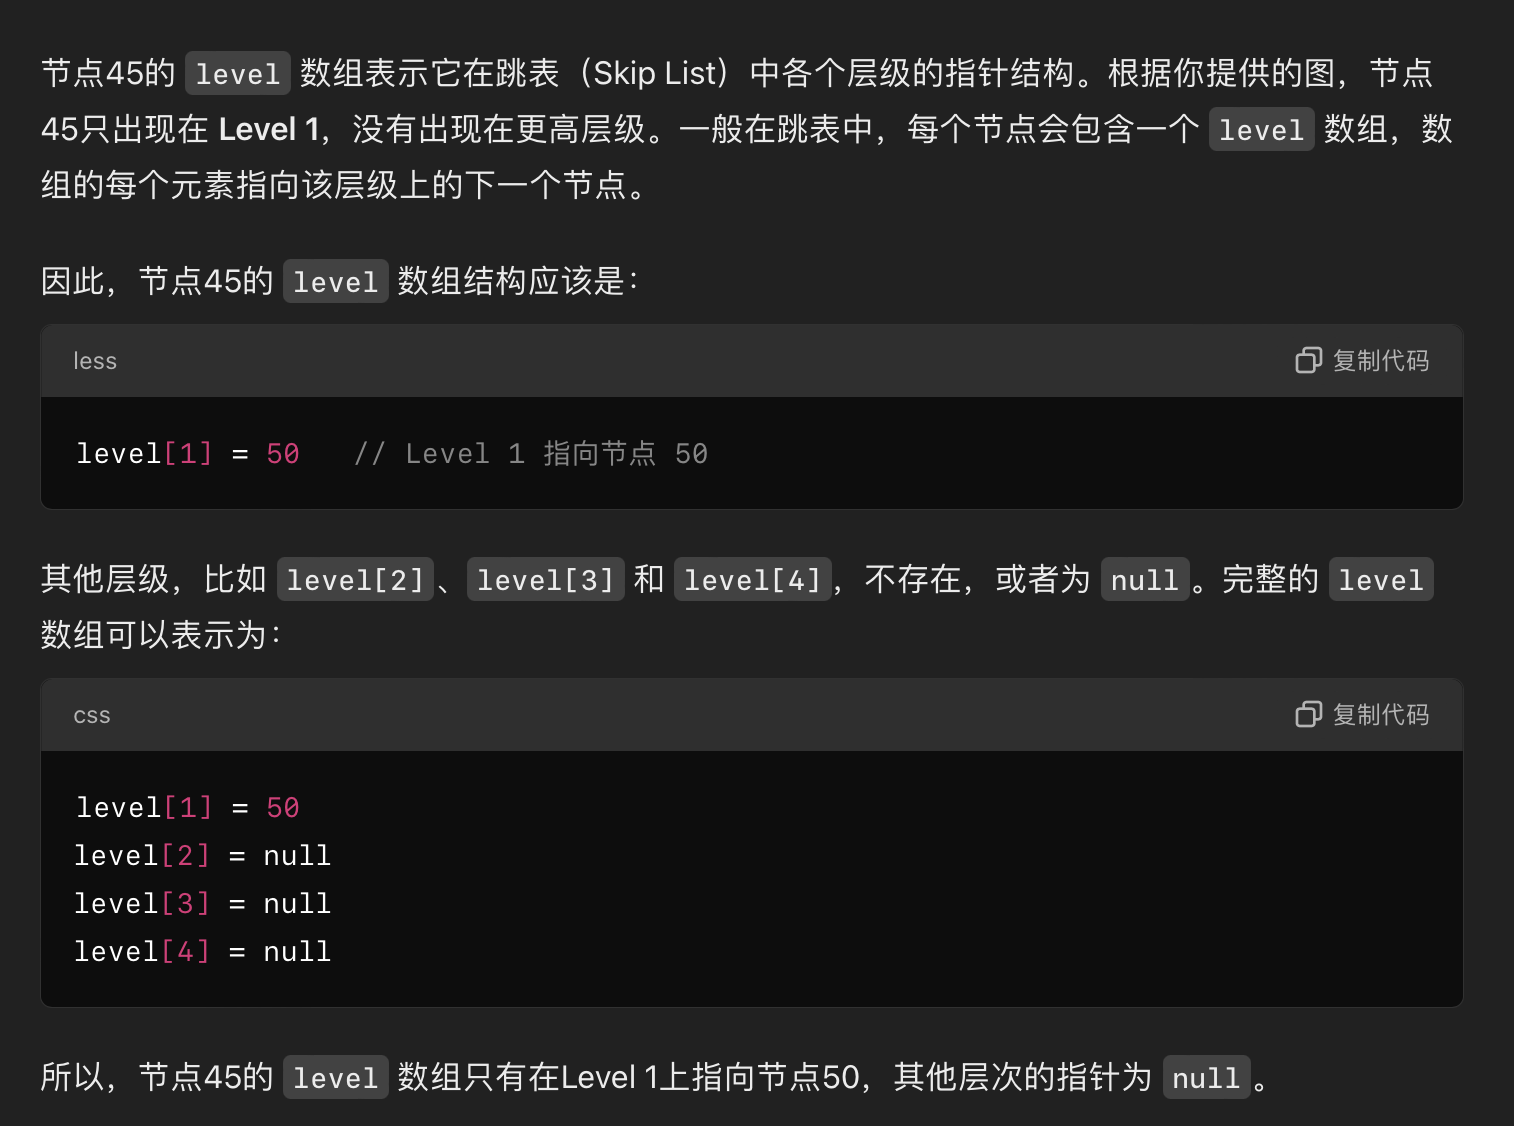 节点45的 level 数组表示它在跳表（Skip List）中各个层级的指针结构。根据你提供的图，节点
45只出现在 Level 1，没有出现在更高层级。一般在跳表中，每个节点会包含一个 level 数组，数
组的每个元素指向该层级上的下一个节点。
因此，节点45的 level 数组结构应该是：
less 复制代码
level[1] = 50 // Level 1 指向节点 50
其他层级，比如 level[2]、level[3] 和 level[4]，不存在，或者为 null。完整的 level
数组可以表示为：
css 复制代码
level[1] = 50
level[2] = null
level[3] = null
level[4] = null
所以，节点45的 level 数组只有在Level 1上指向节点50，其他层次的指针为 null。